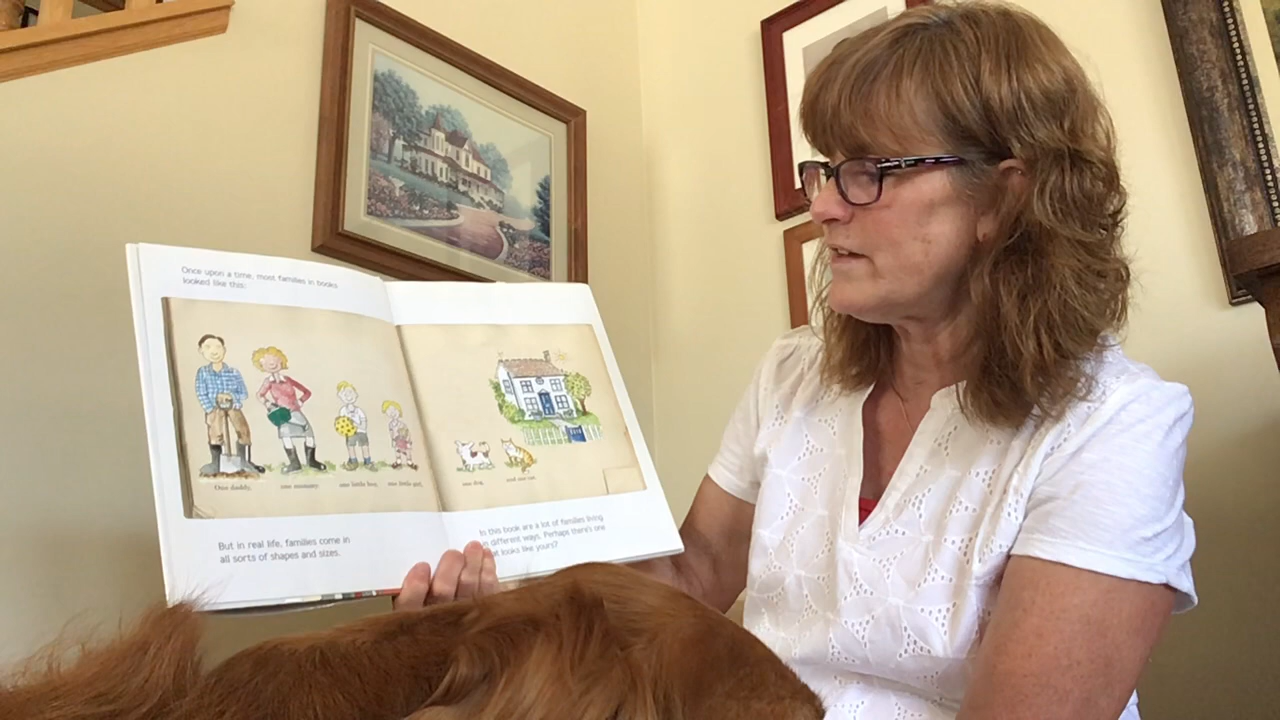 Once upon a time, most families in books
looked like this:
One daddy, one mummy, one little boy, one little girl,
one dog, and one cat.
But in real life, families come in
all sorts of shapes and sizes.
In this book are a lot of families living
in different ways. Perhaps there's one
at looks like yours?